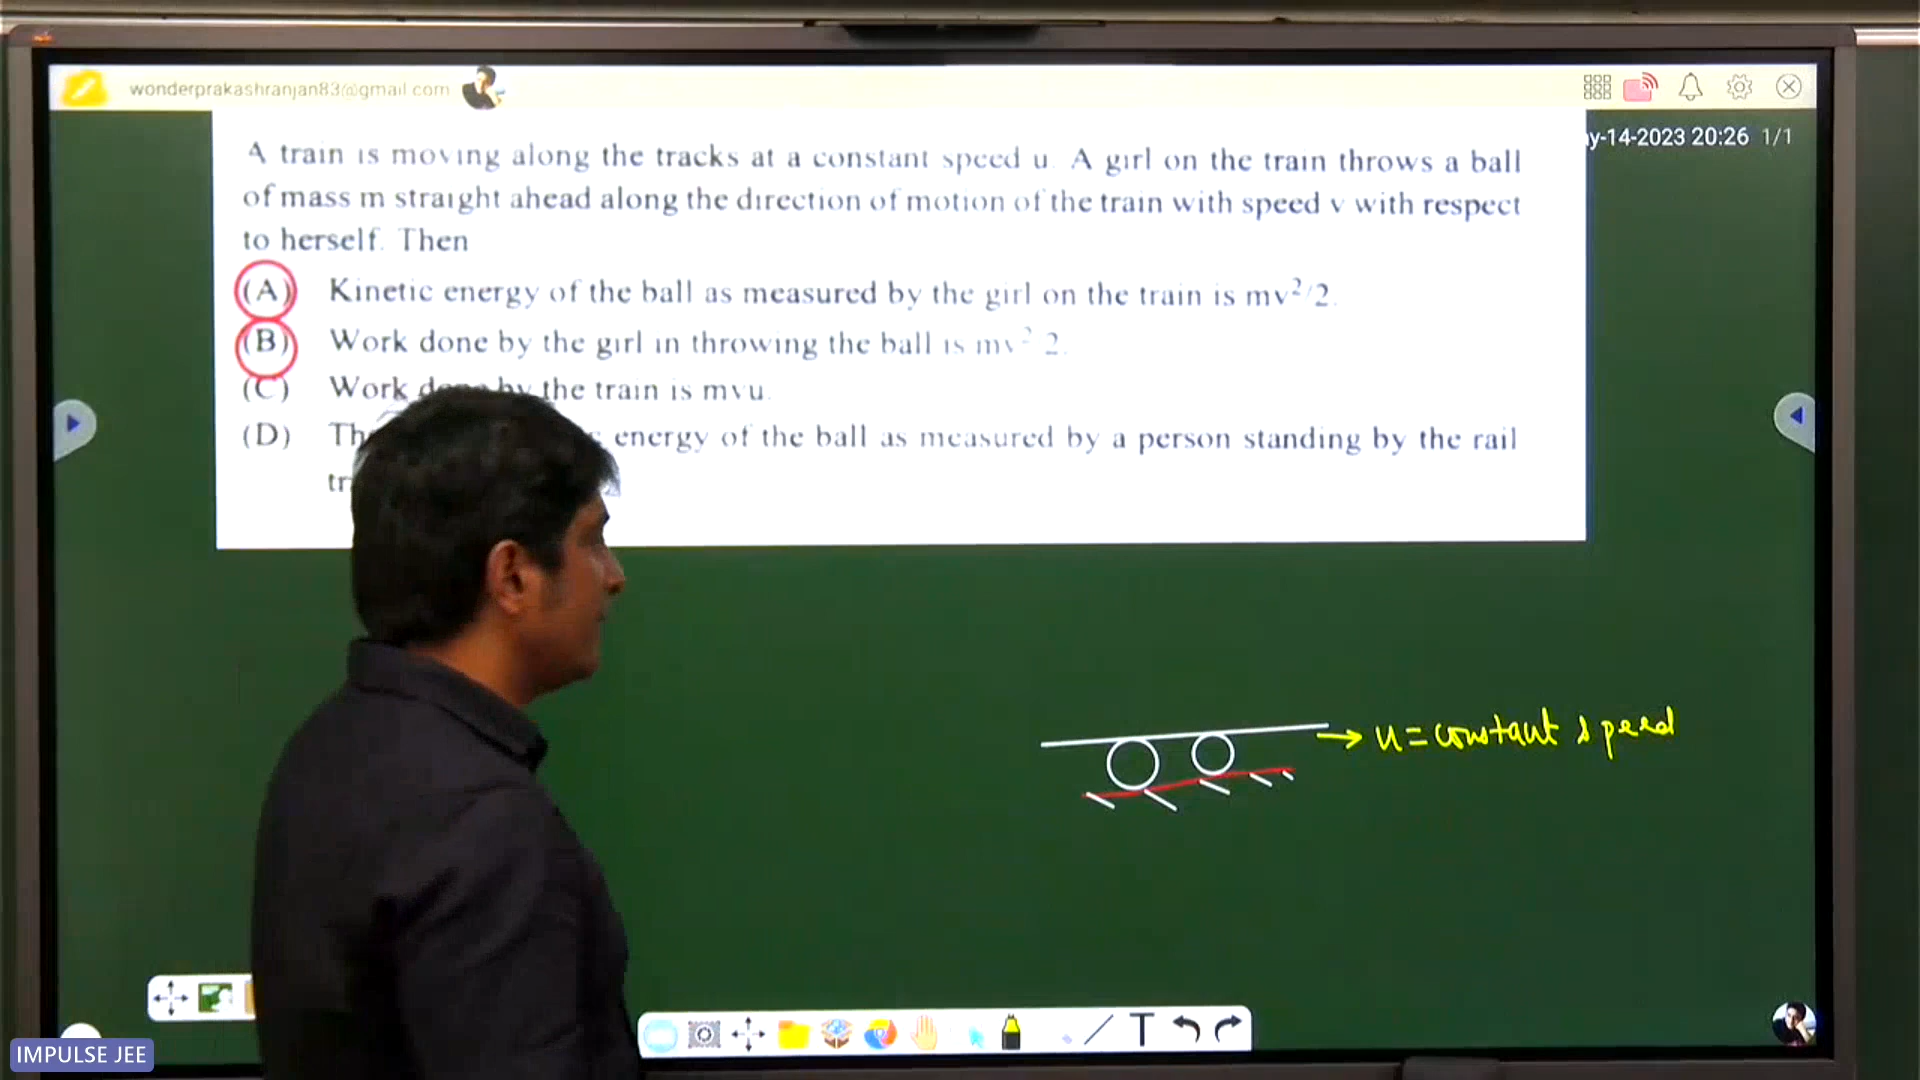 wonderprakashranjan83@gmail.com
y-14-2023 20:26 1/1
A train is moving along the tracks at a constant speed u. A girl on the train throws a ball
of mass m straight ahead along the direction of motion of the train with speed v with respect
to herself. Then
(A) Kinetic energy of the ball as measured by the girl on the train is mv²/2.
(B) Work done by the girl in throwing the ball is mv² 2.
(C) Work done by the train is mvu.
(D) energy of the ball as measured by a person standing by the rail
u = constant speed
T
IMPULSE JEE